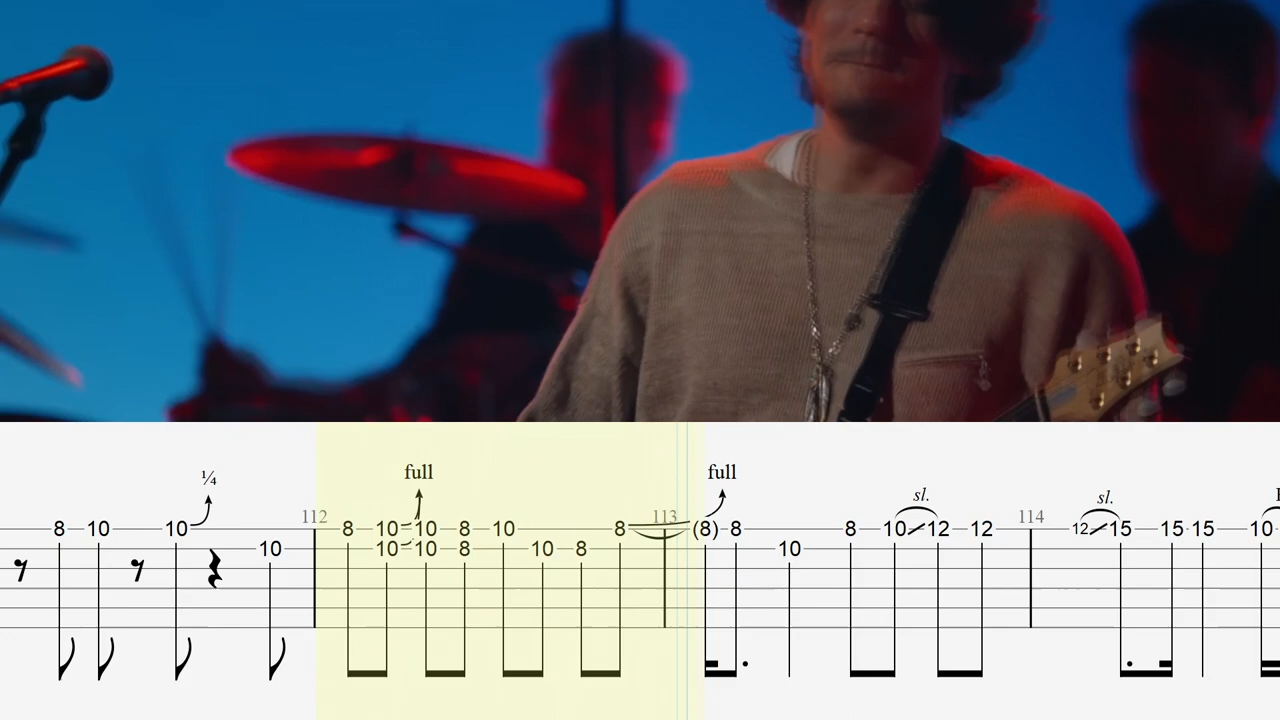 ¼ full full
sl. sl.
112 113 114
8 10 10 8 10 10 8 10 8 (8) 8 8 10 12 12 12 15 15 15 10
10 10 10 8 10 8 10